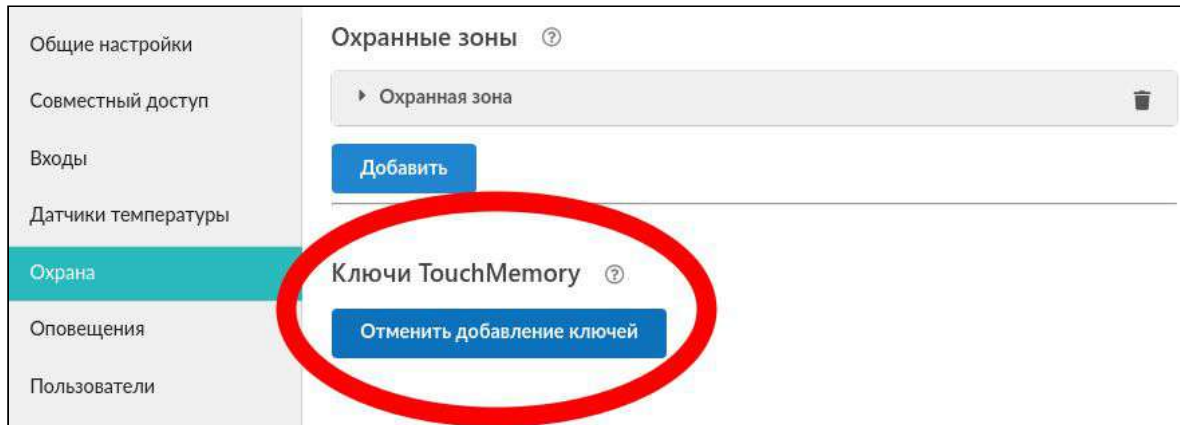 Общие настройки
Совместный доступ
Входы
Датчики температуры
Охрана
Оповещения
Пользователи
Охранные зоны ?
Охранная зона
Добавить
Ключи TouchMemory ?
Отменить добавление ключей